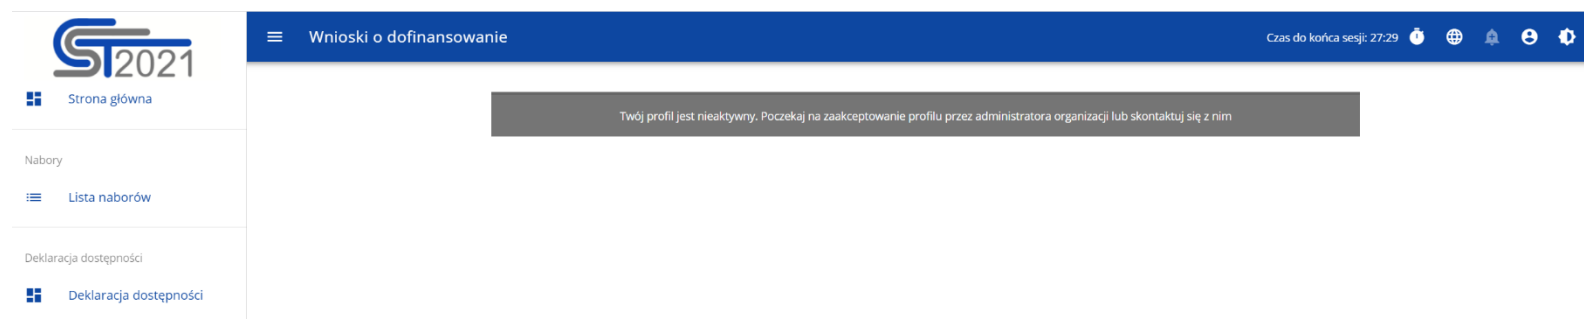 CST2021
Wnioski o dofinansowanie
Czas do końca sesji: 27:29
Strona główna
Twój profil jest nieaktywny. Poczekaj na zaakceptowanie profilu przez administratora organizacji lub skontaktuj się z nim
Nabory
Lista naborów
Deklaracja dostępności
Deklaracja dostępności